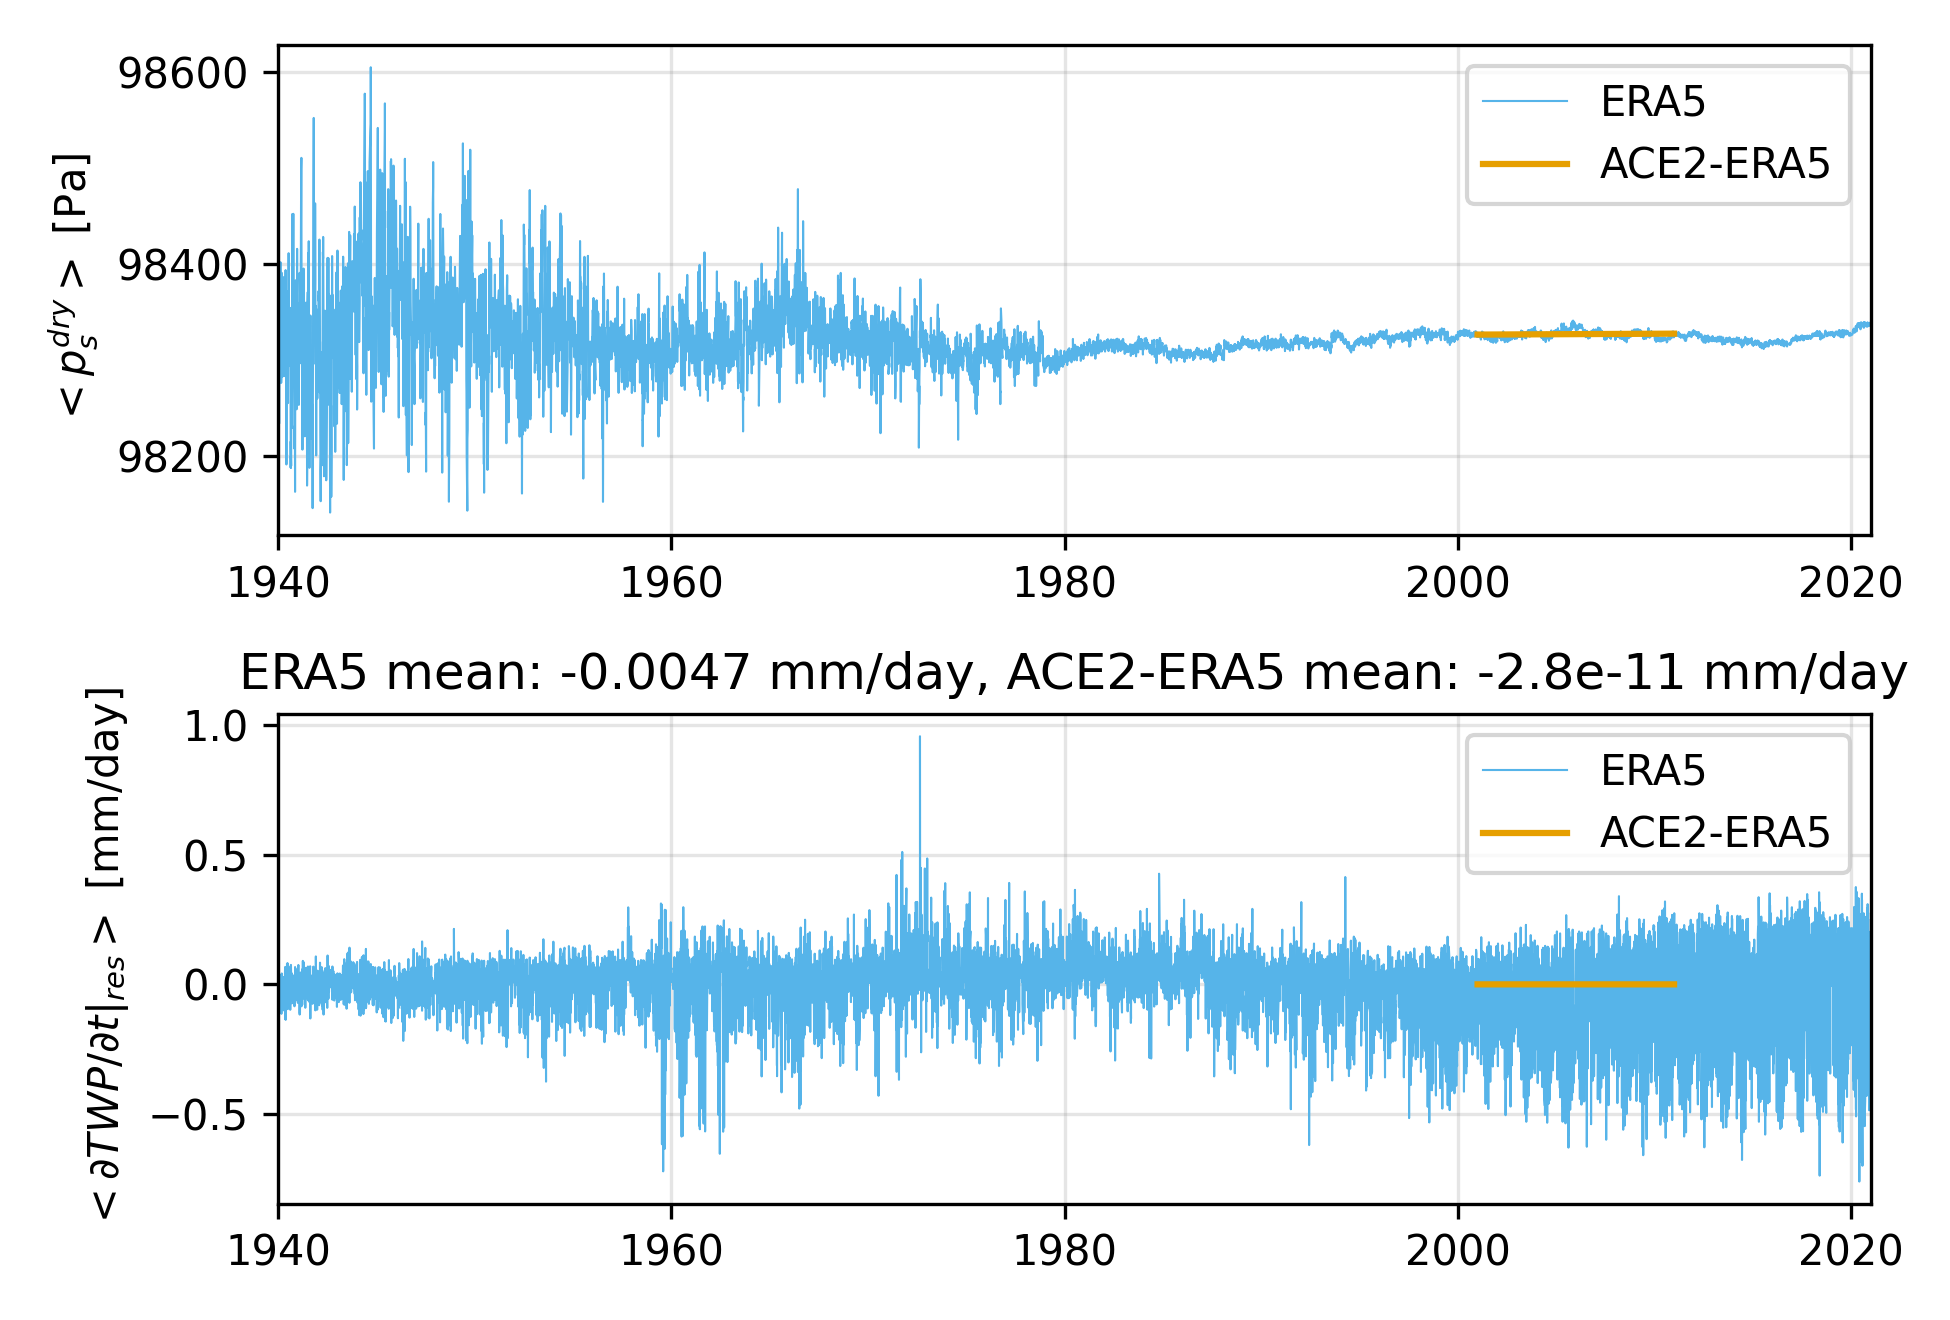 < p_s^{dry} > [Pa]
98600
98400
98200
ERA5
ACE2-ERA5
1940 1960 1980 2000 2020
ERA5 mean: -0.0047 mm/day, ACE2-ERA5 mean: -2.8e-11 mm/day
< ∂TWP/∂t|_{res} > [mm/day]
1.0
0.5
0.0
−0.5
ERA5
ACE2-ERA5
1940 1960 1980 2000 2020